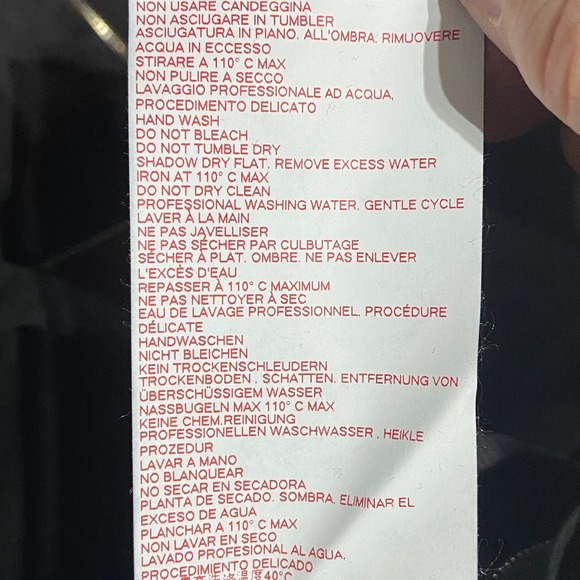 NON USARE CANDEGGINA
NON ASCIUGARE IN TUMBLER
ASCIUGATURA IN PIANO. ALL'OMBRA: RIMUOVERE
ACQUA IN ECCESSO
STIRARE A 110° C MAX
NON PULIRE A SECCO
LAVAGGIO PROFESSIONALE AD ACQUA,
PROCEDIMENTO DELICATO
HAND WASH
DO NOT BLEACH
DO NOT TUMBLE DRY
SHADOW DRY FLAT. REMOVE EXCESS WATER
IRON AT 110° C MAX
DO NOT DRY CLEAN
PROFESSIONAL WASHING WATER. GENTLE CYCLE
LAVER À LA MAIN
NE PAS JAVELLISER
NE PAS SÉCHER PAR CULBUTAGE
SÉCHER À PLAT. OMBRE. NE PAS ENLEVER
L'EXCÈS D'EAU
REPASSER À 110° C MAXIMUM
NE PAS NETTOYER À SEC
EAU DE LAVAGE PROFESSIONNEL. PROCÉDURE
DÉLICATE
HANDWASCHEN
NICHT BLEICHEN
KEIN TROCKENSCHLEUDERN
TROCKENBODEN . SCHATTEN. ENTFERNUNG VON
ÜBERSCHÜSSIGEM WASSER
NASSBUGELN MAX 110° C MAX
KEINE CHEM.REINIGUNG
PROFESSIONELLEN WASCHWASSER . HEIKLE
PROZEDUR
LAVAR A MANO
NO BLANQUEAR
NO SECAR EN SECADORA
PLANTA DE SECADO. SOMBRA. ELIMINAR EL
EXCESO DE AGUA
PLANCHAR A 110° C MAX
NON LAVAR EN SECO
LAVADO PROFESIONAL AL AGUA,
PROCEDIMIENTO DELICADO
洗涤温度40°C